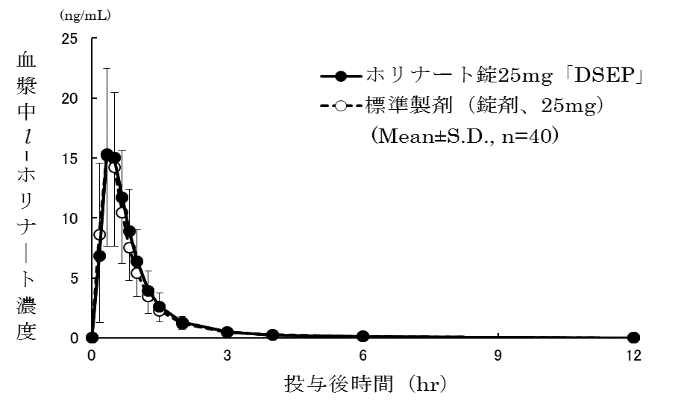 (ng/mL)
25
20
15
10
5
0
血漿中l-ホリナート濃度
ホリナート錠25mg「DSEP」
標準製剤（錠剤、25mg）
(Mean±S.D., n=40)
0 3 6 9 12
投与後時間（hr）